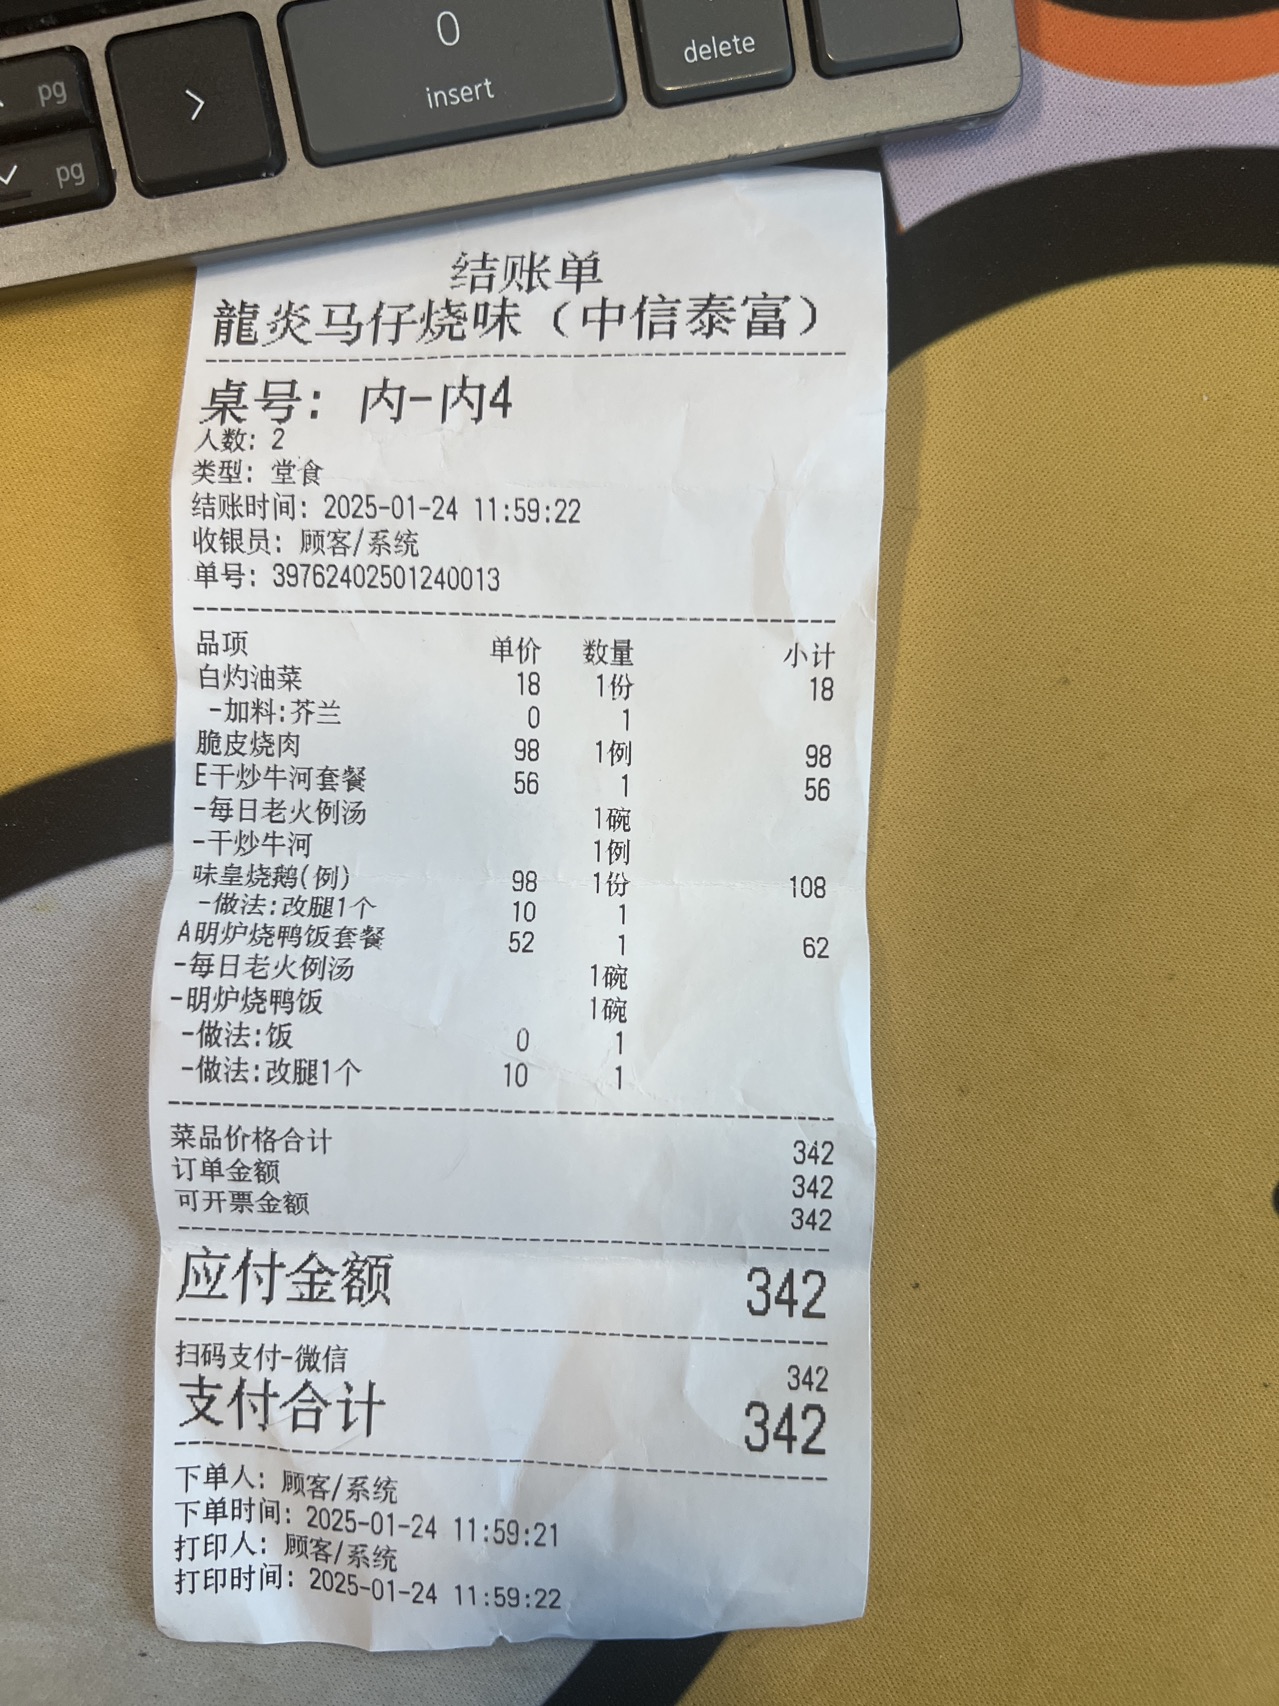 pg
pg
>
0
insert
delete
结账单
龍炎马仔烧味（中信泰富）
桌号: 内-内4
人数: 2
类型: 堂食
结账时间: 2025-01-24 11:59:22
收银员: 顾客/系统
单号: 39762402501240013
品项 单价 数量 小计
白灼油菜 18 1份 18
-加料:芥兰 0 1
脆皮烧肉 98 1例 98
E干炒牛河套餐 56 1 56
-每日老火例汤 1碗
-干炒牛河 1例
味皇烧鹅(例) 98 1份 108
-做法:改腿1个 10 1
A明炉烧鸭饭套餐 52 1 62
-每日老火例汤 1碗
-明炉烧鸭饭 1碗
-做法:饭 0 1
-做法:改腿1个 10 1
菜品价格合计 342
订单金额 342
可开票金额 342
应付金额 342
扫码支付-微信 342
支付合计 342
下单人: 顾客/系统
下单时间: 2025-01-24 11:59:21
打印人: 顾客/系统
打印时间: 2025-01-24 11:59:22